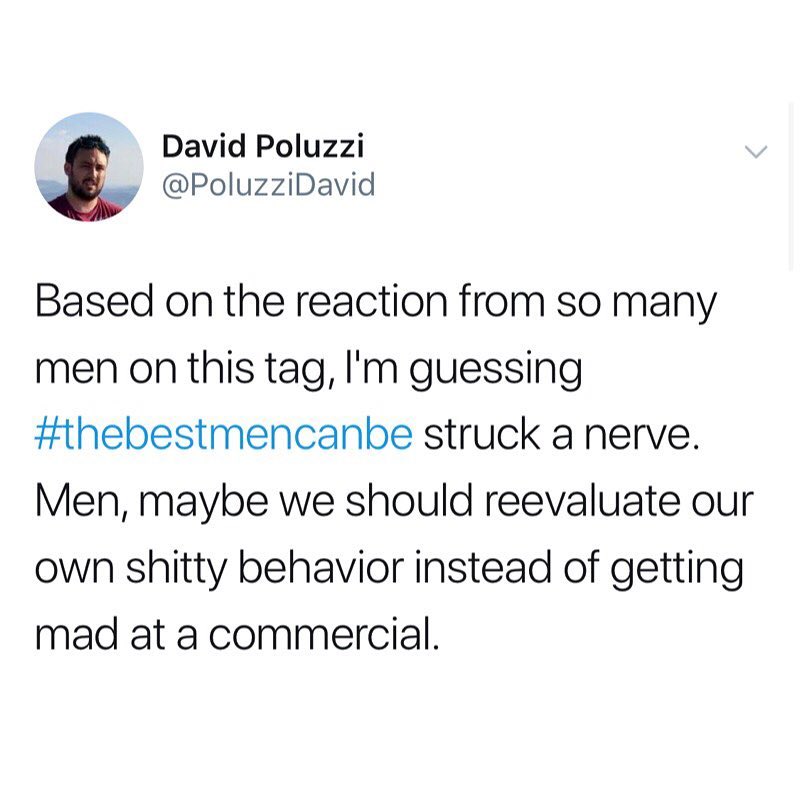 David Poluzzi
@PoluzziDavid
Based on the reaction from so many
men on this tag, I'm guessing
#thebestmencanbe struck a nerve.
Men, maybe we should reevaluate our
own shitty behavior instead of getting
mad at a commercial.